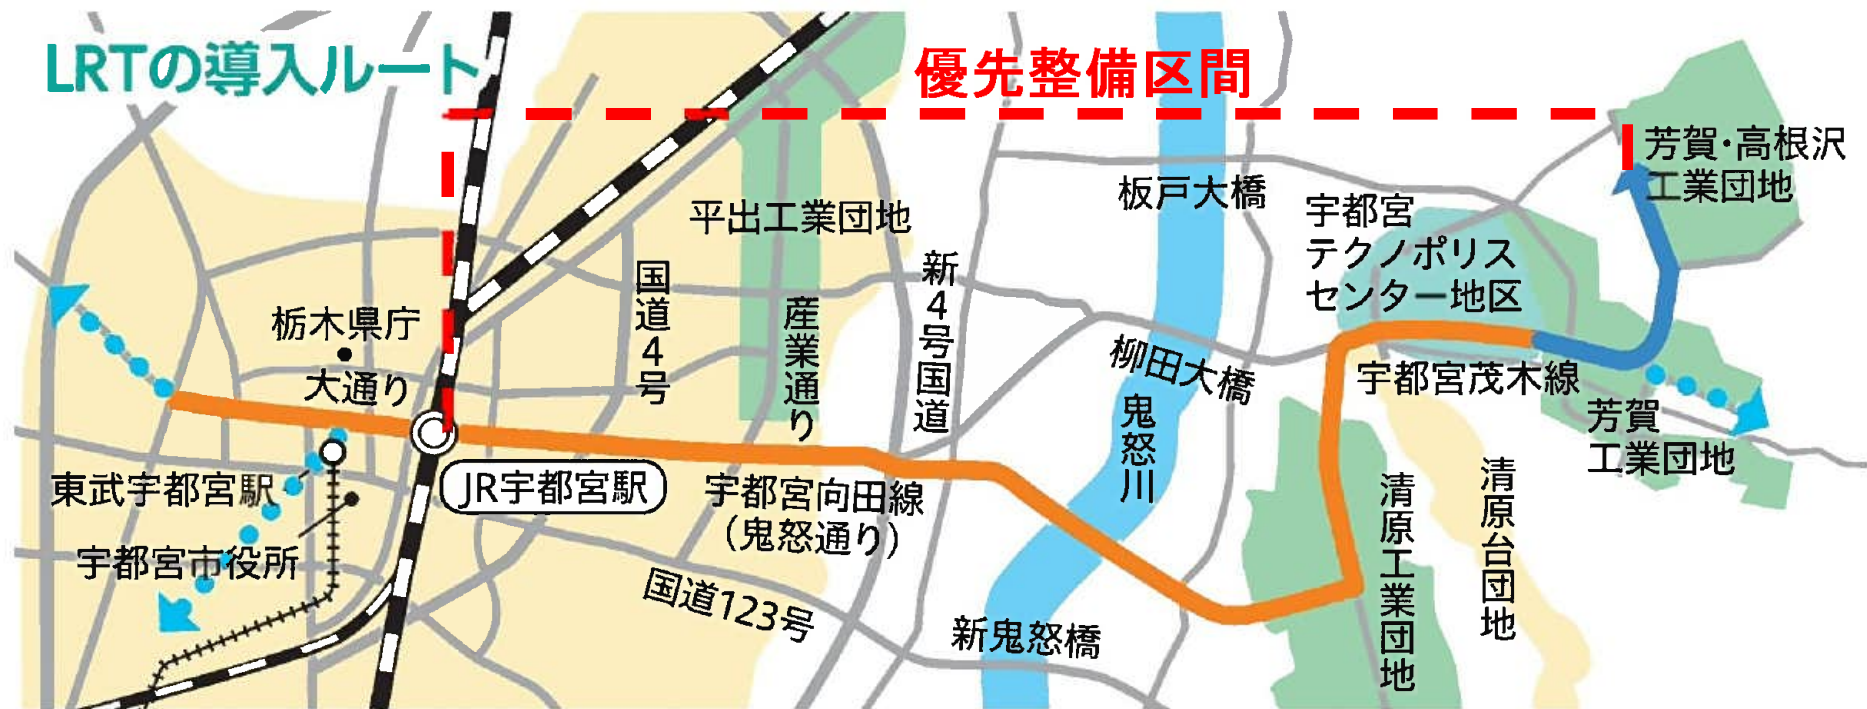 LRTの導入ルート
優先整備区間
芳賀・高根沢
工業団地
板戸大橋
平出工業団地
宇都宮
テクノポリス
センター地区
国道4号
新4号国道
産業通り
栃木県庁
大通り
柳田大橋
宇都宮茂木線
鬼怒川
芳賀
工業団地
東武宇都宮駅
JR宇都宮駅
宇都宮向田線
（鬼怒通り）
清原工業団地
清原台団地
宇都宮市役所
国道123号
新鬼怒橋